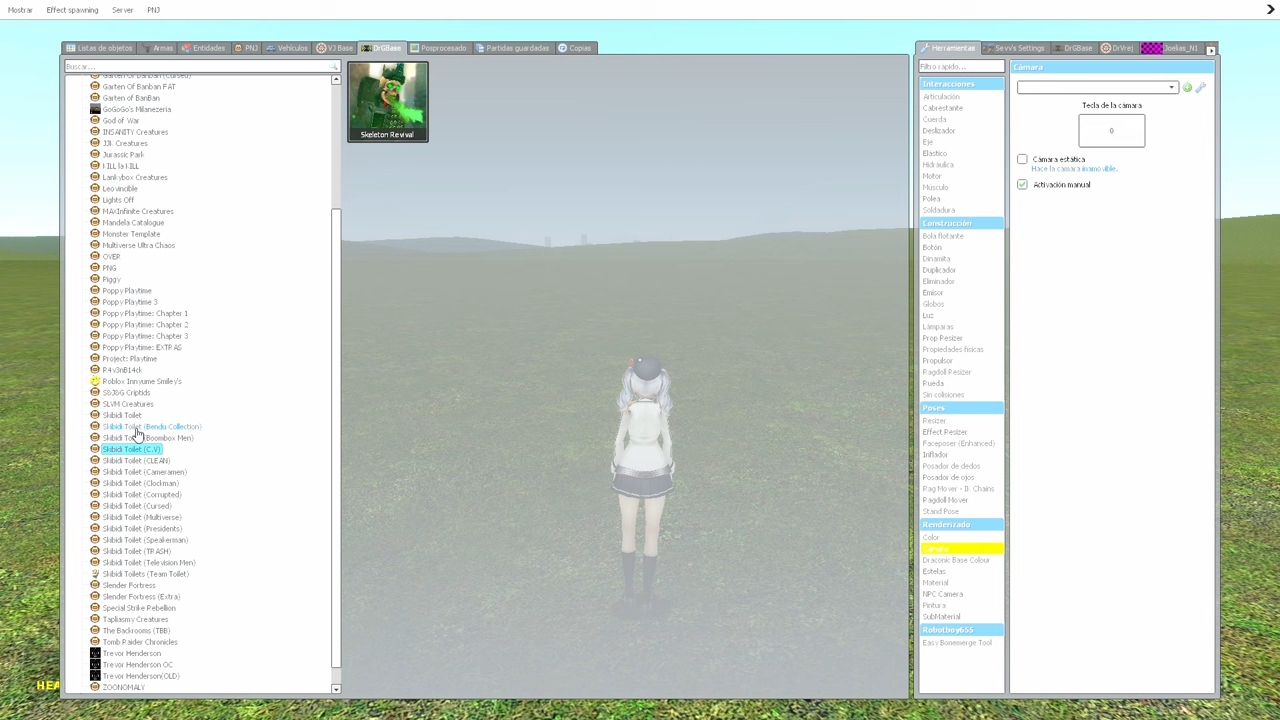 Mostrar
Effect spawning
Server
PNJ
Listas de objetos
Armas
Entidades
PNJ
Vehículos
VJ Base
DrGBase
Posprocesado
Partidas guardadas
Copias
Buscar...
Garten Of Banban (Cursed)
Garten Of Banban FAT
Garten of BanBan
GoGoGo's Milanezeria
God of War
INSANITY Creatures
JJK Creatures
Jurassic Park
KILL la KILL
Lankybox Creatures
Leovincible
Lights Off
MAXInfinite Creatures
Mandela Catalogue
Monster Template
Multiverse Ultra Chaos
OVER
PNG
Piggy
Poppy Playtime
Poppy Playtime 3
Poppy Playtime: Chapter 1
Poppy Playtime: Chapter 2
Poppy Playtime: Chapter 3
Poppy Playtime: EXTRAS
Project: Playtime
R4v3nBl4ck
Roblox Innyume Smiley's
S&J&G Criptids
SLVM Creatures
Skibidi Toilet
Skibidi Toilet (Bendu Collection)
Skibidi Toilet (Boombox Men)
Skibidi Toilet (C.V)
Skibidi Toilet (CLEAN)
Skibidi Toilet (Cameramen)
Skibidi Toilet (Clockman)
Skibidi Toilet (Corrupted)
Skibidi Toilet (Cursed)
Skibidi Toilet (Multiverse)
Skibidi Toilet (Presidents)
Skibidi Toilet (Speakerman)
Skibidi Toilet (TRASH)
Skibidi Toilet (Television Men)
Skibidi Toilets (Team Toilet)
Slender Fortress
Slender Fortress (Extra)
Special Strike Rebellion
Tapliasmy Creatures
The Backrooms (TBB)
Tomb Raider Chronicles
Trevor Henderson
Trevor Henderson OC
Trevor Henderson(OLD)
ZOONOMALY
HEA
Skeleton Revival
Herramientas
Sevv's Settings
DrGBase
DrVrej
Joelias_N1
Filtro rapido...
Interacciones
Articulación
Cabrestante
Cuerda
Deslizador
Eje
Elástico
Hidráulica
Motor
Músculo
Polea
Soldadura
Construcción
Bola flotante
Botón
Dinamita
Duplicador
Eliminador
Emisor
Globos
Luz
Lámparas
Prop Resizer
Propiedades físicas
Propulsor
Ragdoll Resizer
Rueda
Sin colisiones
Poses
Resizer
Effect Resizer
Faceposer (Enhanced)
Inflador
Posador de dedos
Posador de ojos
Rag Mover - B. Chains
Ragdoll Mover
Stand Pose
Renderizado
Color
Cámara
Draconic Base Colour
Estelas
Material
NPC Camera
Pintura
SubMaterial
Robotboy655
Easy Bonemerge Tool
Cámara
Tecla de la cámara
0
Cámara estática
Hace la cámara inamovible.
Activación manual